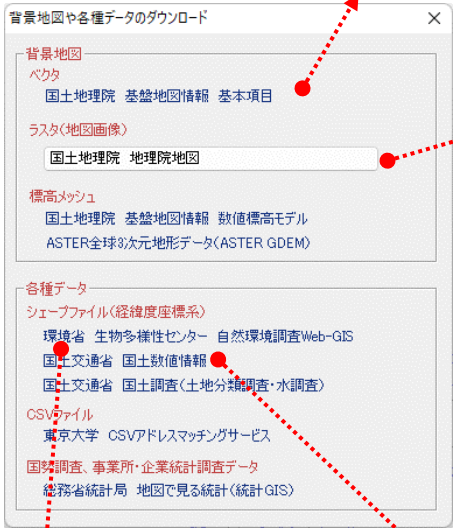 背景地図や各種データのダウンロード
背景地図
ベクタ
国土地理院 基盤地図情報 基本項目
ラスタ(地図画像)
国土地理院 地理院地図
標高メッシュ
国土地理院 基盤地図情報 数値標高モデル
ASTER全球3次元地形データ(ASTER GDEM)
各種データ
シェープファイル(経緯度座標系)
環境省 生物多様性センター 自然環境調査Web-GIS
国土交通省 国土数値情報
国土交通省 国土調査(土地分類調査・水調査)
CSVファイル
東京大学 CSVアドレスマッチングサービス
国勢調査、事業所・企業統計調査データ
総務省統計局 地図で見る統計(統計GIS)